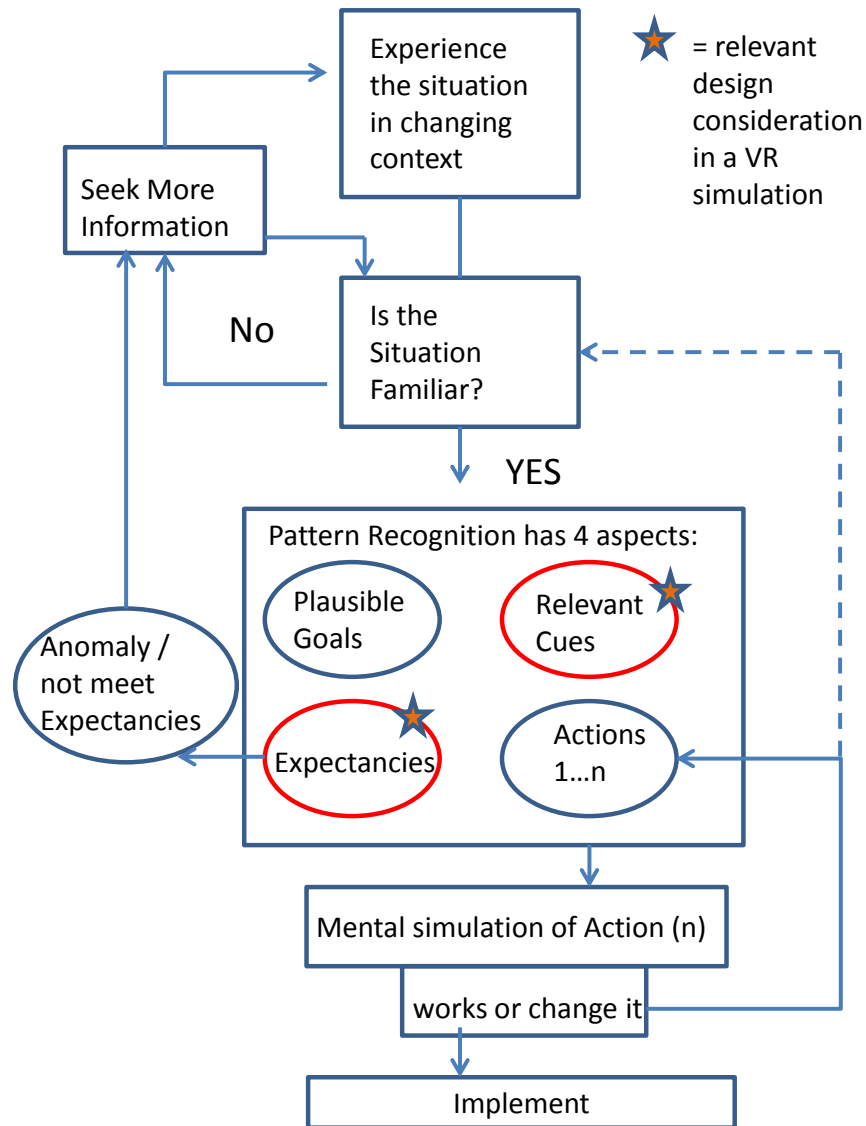 Experience
the situation
in changing
context
= relevant
design
consideration
in a VR
simulation
Seek More
Information
No
Is the
Situation
Familiar?
YES
Pattern Recognition has 4 aspects:
Plausible
Goals
Relevant
Cues
Anomaly /
not meet
Expectancies
Expectancies
Actions
1...n
Mental simulation of Action (n)
works or change it
Implement